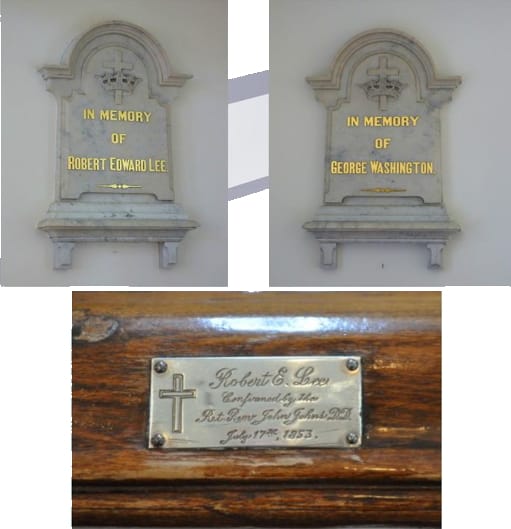 IN MEMORY
OF
ROBERT EDWARD LEE.
IN MEMORY
OF
GEORGE WASHINGTON.
Robert E. Lee
Confirmed by the
Rt. Rev. John Johns D.D.
July 17th, 1853.